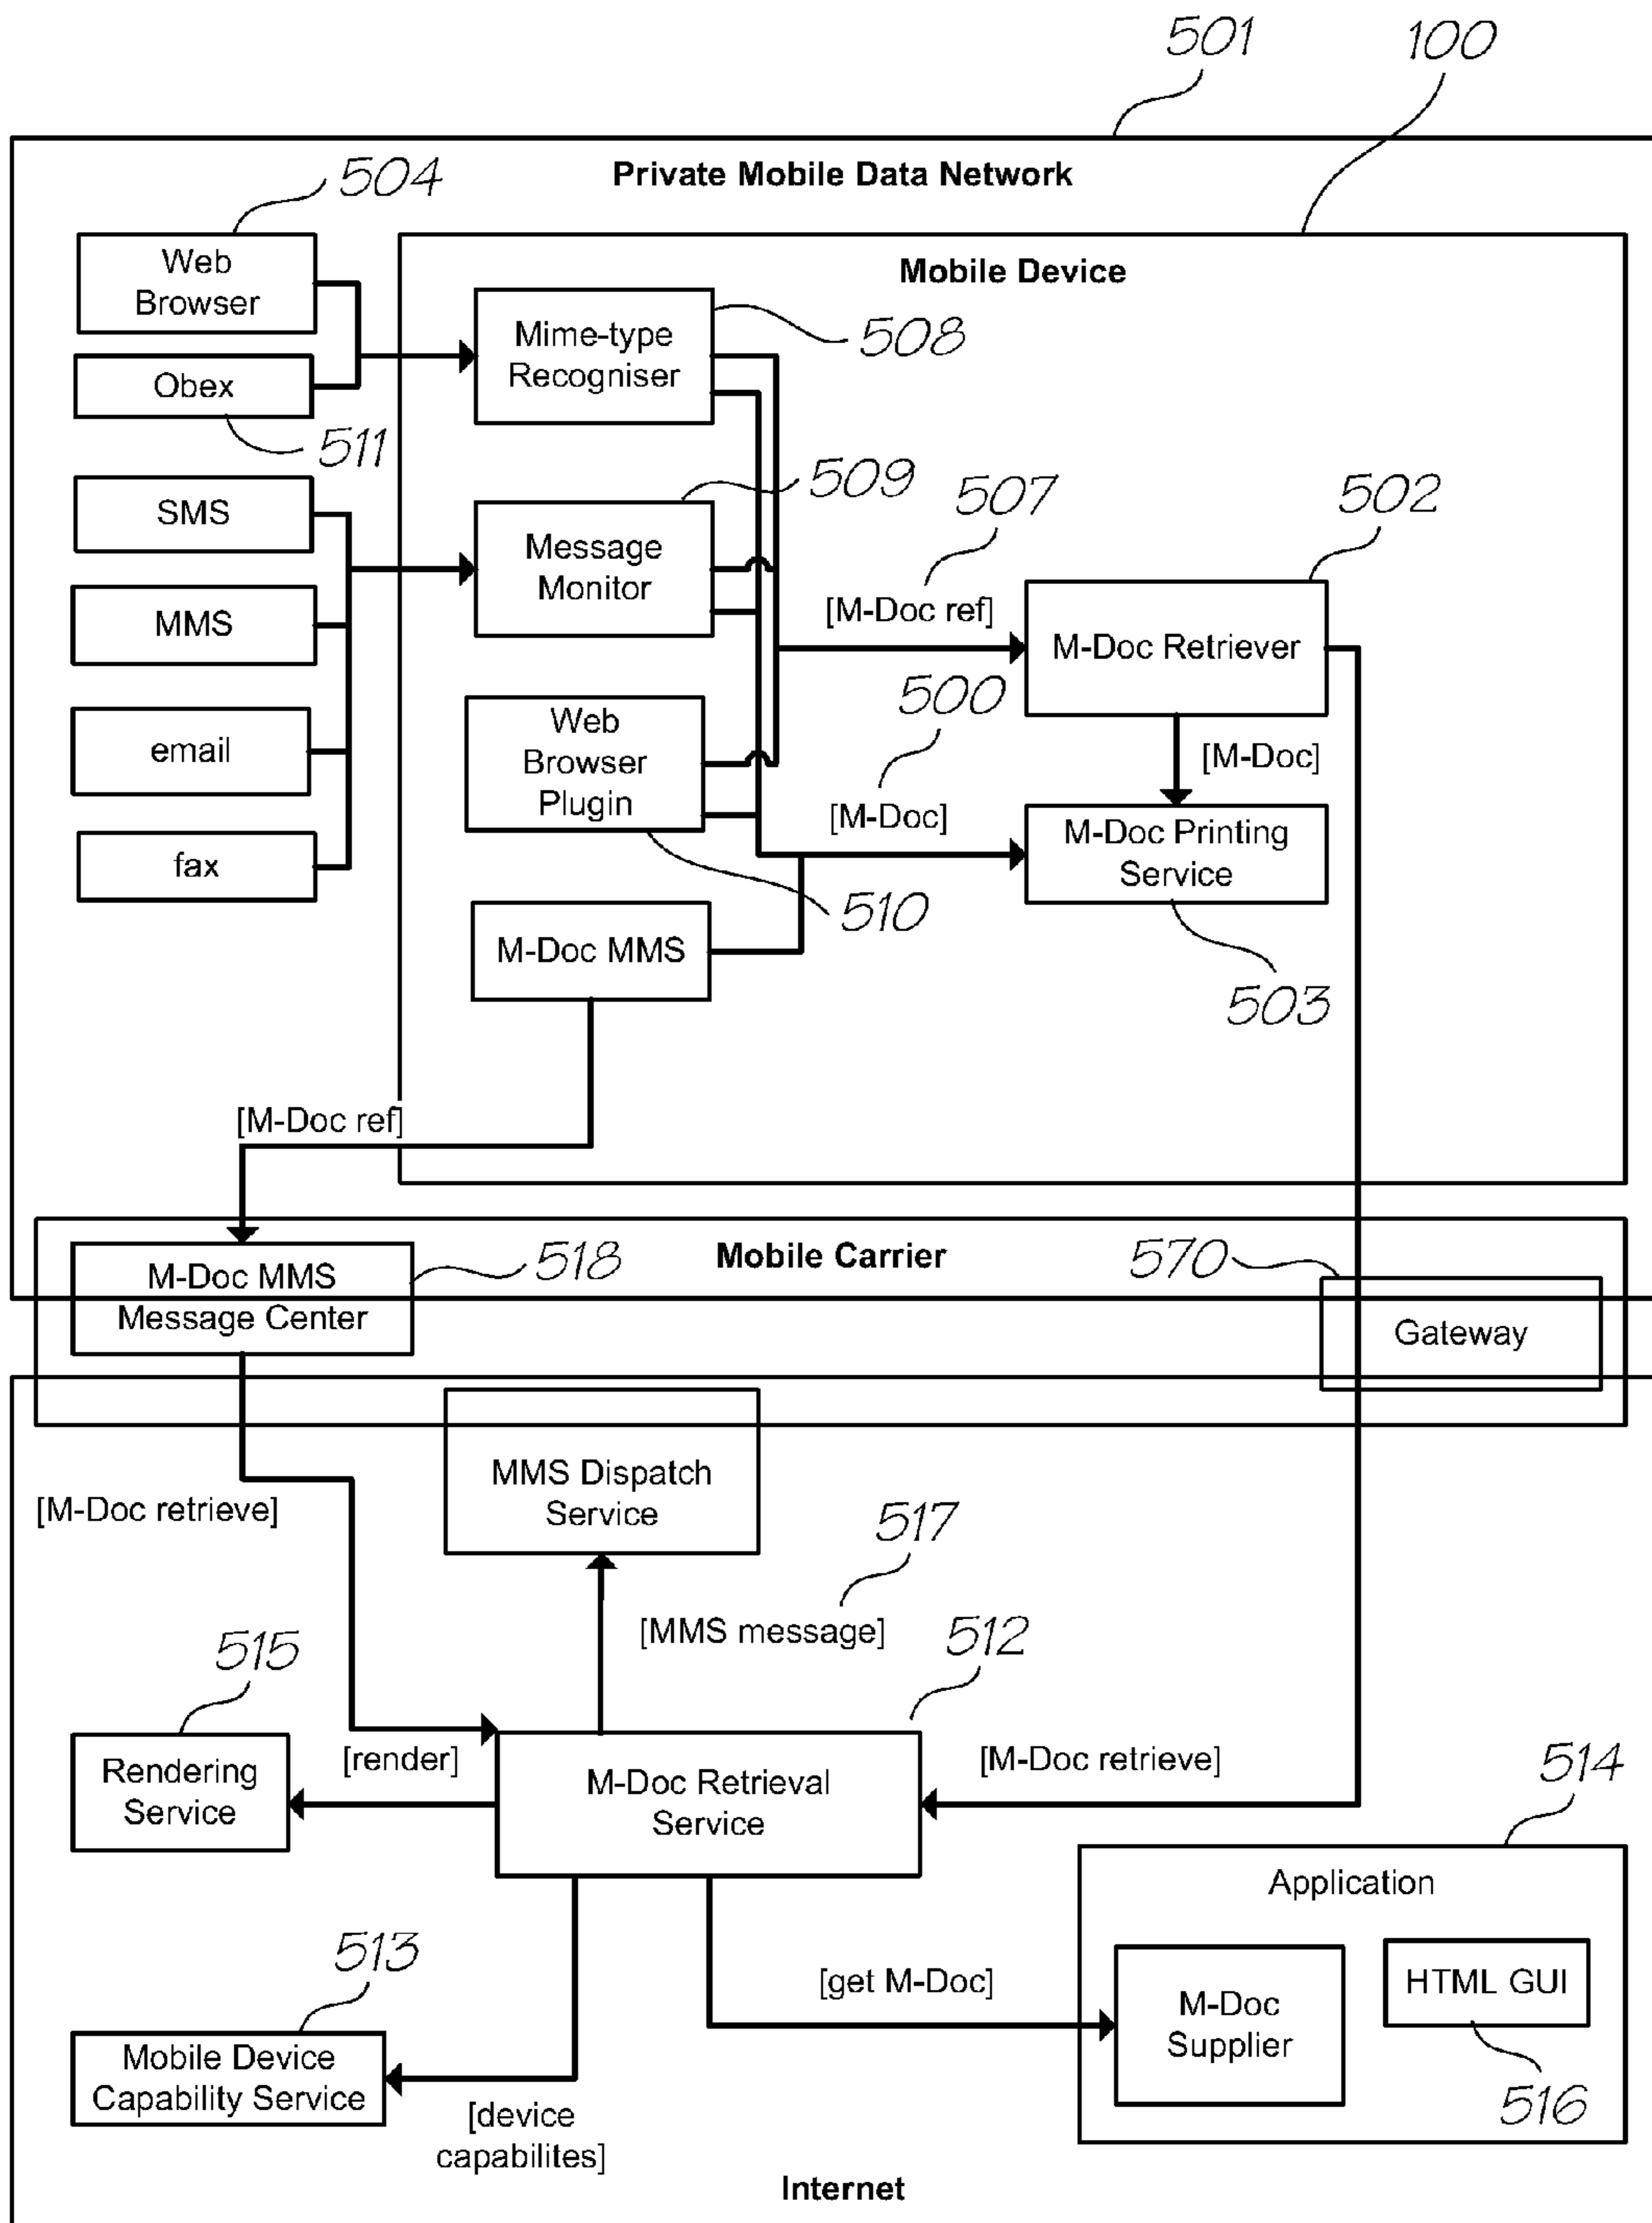 501
100
Private Mobile Data Network
504
Web
Browser
Mobile Device
Mime-type
Recogniser
508
Obex
511
SMS
509
507
502
Message
Monitor
MMS
[M-Doc ref]
M-Doc Retriever
500
Web
Browser
Plugin
email
[M-Doc]
[M-Doc]
M-Doc Printing
Service
fax
510
M-Doc MMS
503
[M-Doc ref]
M-Doc MMS
Message Center
518
Mobile Carrier
570
Gateway
MMS Dispatch
Service
[M-Doc retrieve]
517
[MMS message]
512
515
Rendering
Service
[render]
M-Doc Retrieval
Service
[M-Doc retrieve]
514
Application
513
[get M-Doc]
M-Doc
Supplier
HTML GUI
516
Mobile Device
Capability Service
[device
capabilites]
Internet